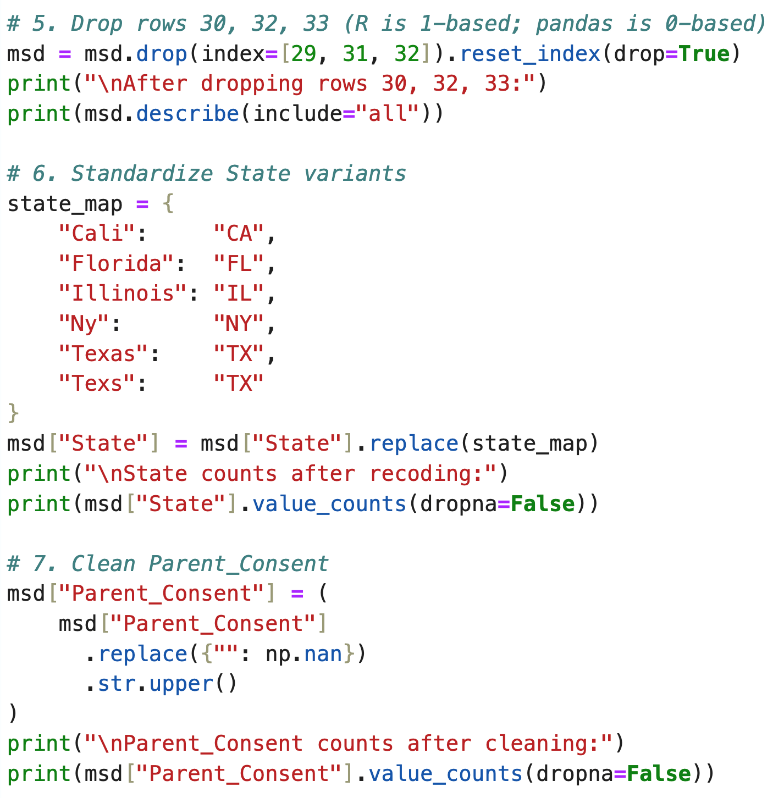 # 5. Drop rows 30, 32, 33 (R is 1-based; pandas is 0-based)
msd = msd.drop(index=[29, 31, 32]).reset_index(drop=True)
print("\nAfter dropping rows 30, 32, 33:")
print(msd.describe(include="all"))

# 6. Standardize State variants
state_map = {
    "Cali":     "CA",
    "Florida":  "FL",
    "Illinois": "IL",
    "Ny":       "NY",
    "Texas":    "TX",
    "Texs":     "TX"
}
msd["State"] = msd["State"].replace(state_map)
print("\nState counts after recoding:")
print(msd["State"].value_counts(dropna=False))

# 7. Clean Parent_Consent
msd["Parent_Consent"] = (
    msd["Parent_Consent"]
      .replace({"": np.nan})
      .str.upper()
)
print("\nParent_Consent counts after cleaning:")
print(msd["Parent_Consent"].value_counts(dropna=False))